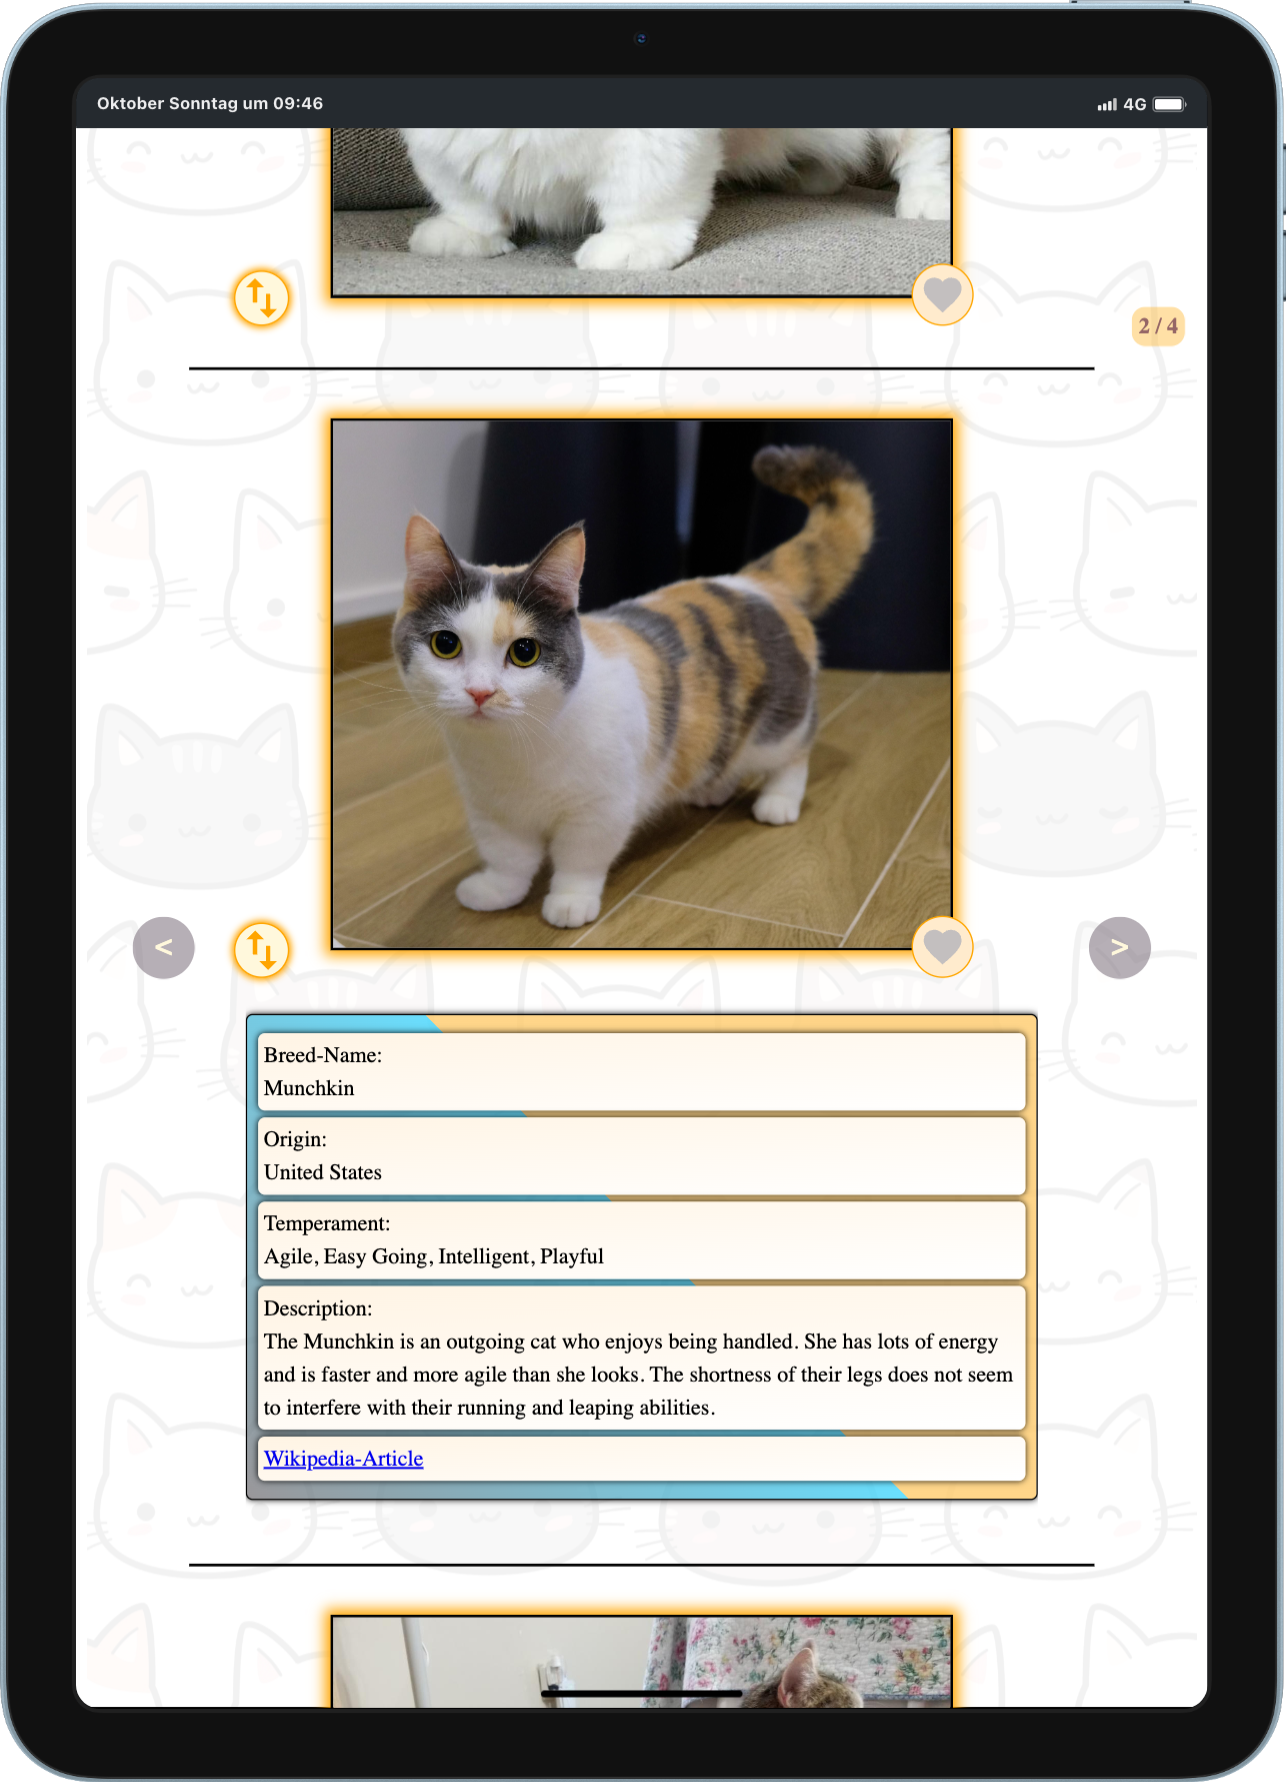 Oktober Sonntag um 09:46
4G
2 / 4
<
>
Breed-Name:
Munchkin
Origin:
United States
Temperament:
Agile, Easy Going, Intelligent, Playful
Description:
The Munchkin is an outgoing cat who enjoys being handled. She has lots of energy
and is faster and more agile than she looks. The shortness of their legs does not seem
to interfere with their running and leaping abilities.
Wikipedia-Article